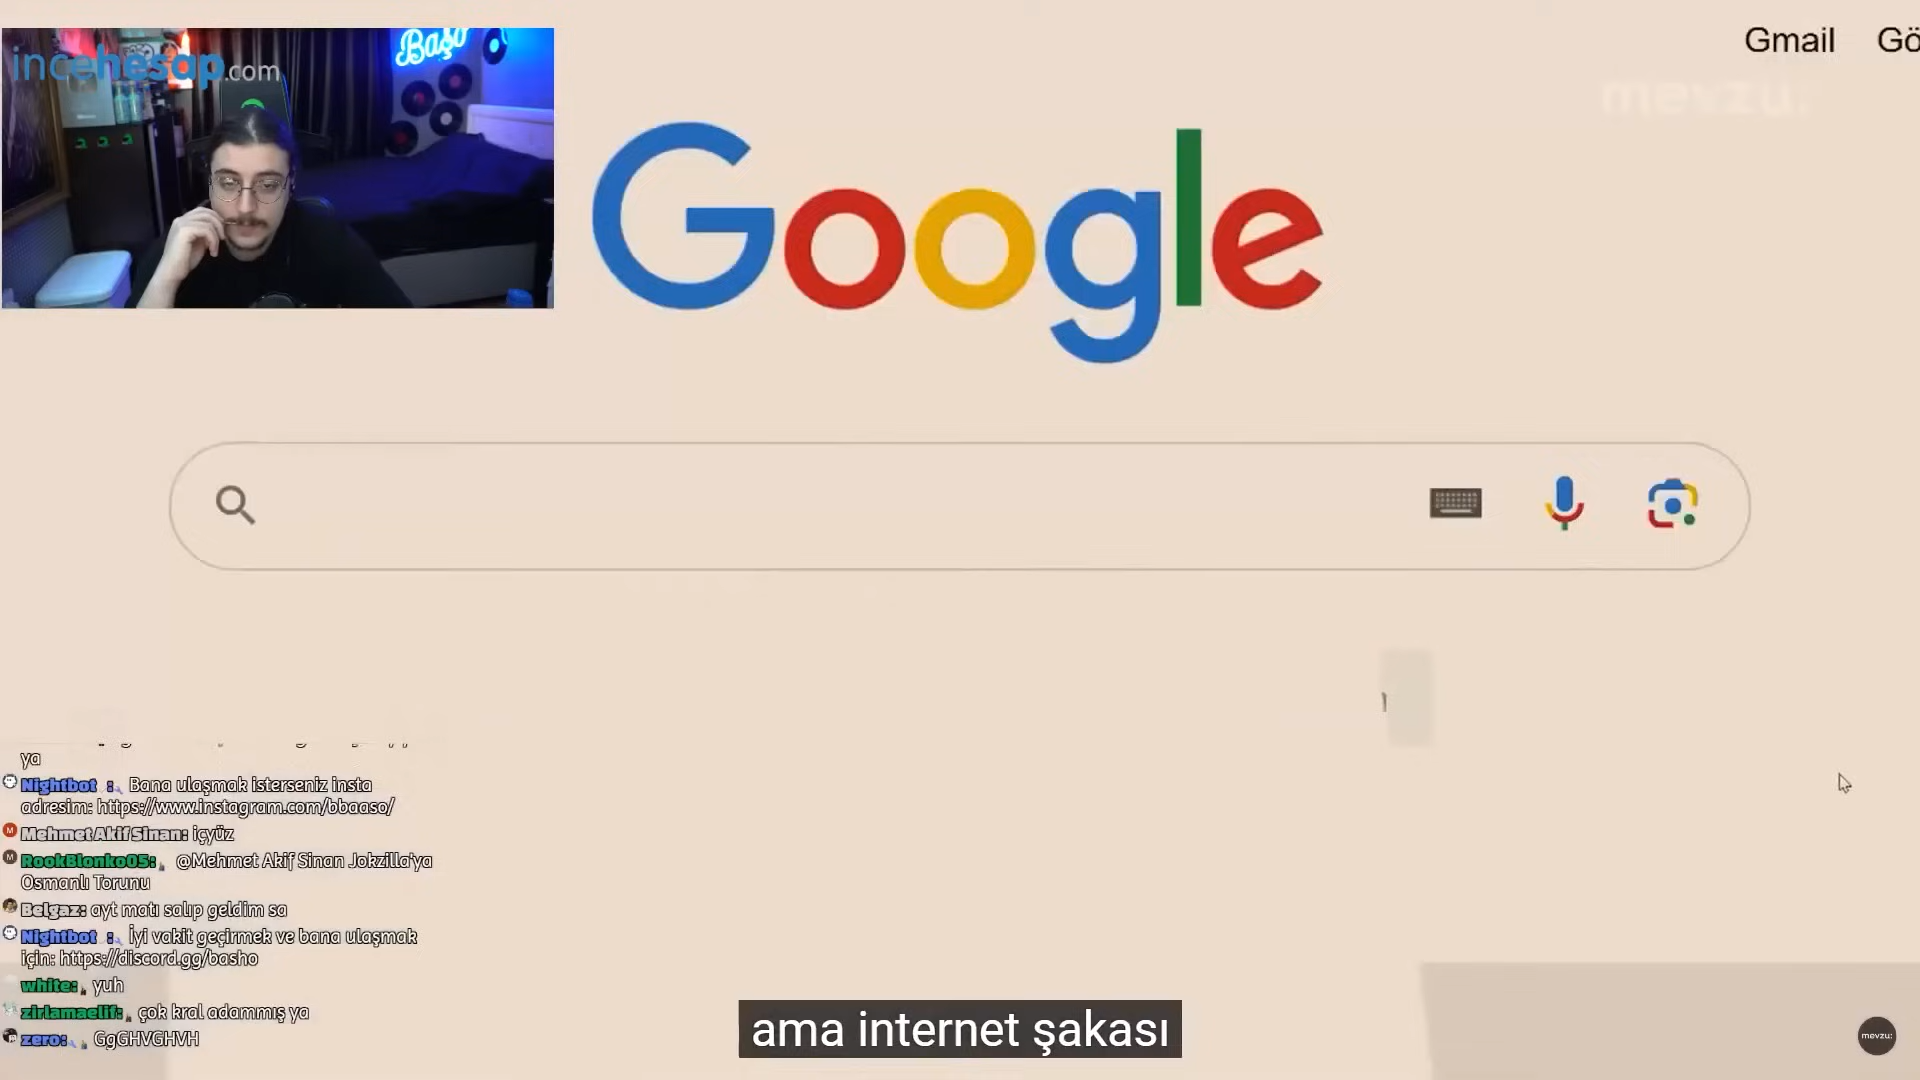 incehesap.com
Başo
Gmail
mevzu.
Google
ya
Nightbot : Bana ulaşmak isterseniz insta
adresim: https://www.instagram.com/bbaaso/
M Mehmet Akif Sinan: içyüz
M RookBlonko05: @Mehmet Akif Sinan Jokzilla'ya
Osmanlı Torunu
Belgaz: ayt matı salıp geldim sa
Nightbot : İyi vakit geçirmek ve bana ulaşmak
için: https://discord.gg/basho
white: yuh
zirlamaelif: çok kral adammış ya
zero: GgGHVGHVH
ama internet şakası
mevzu: